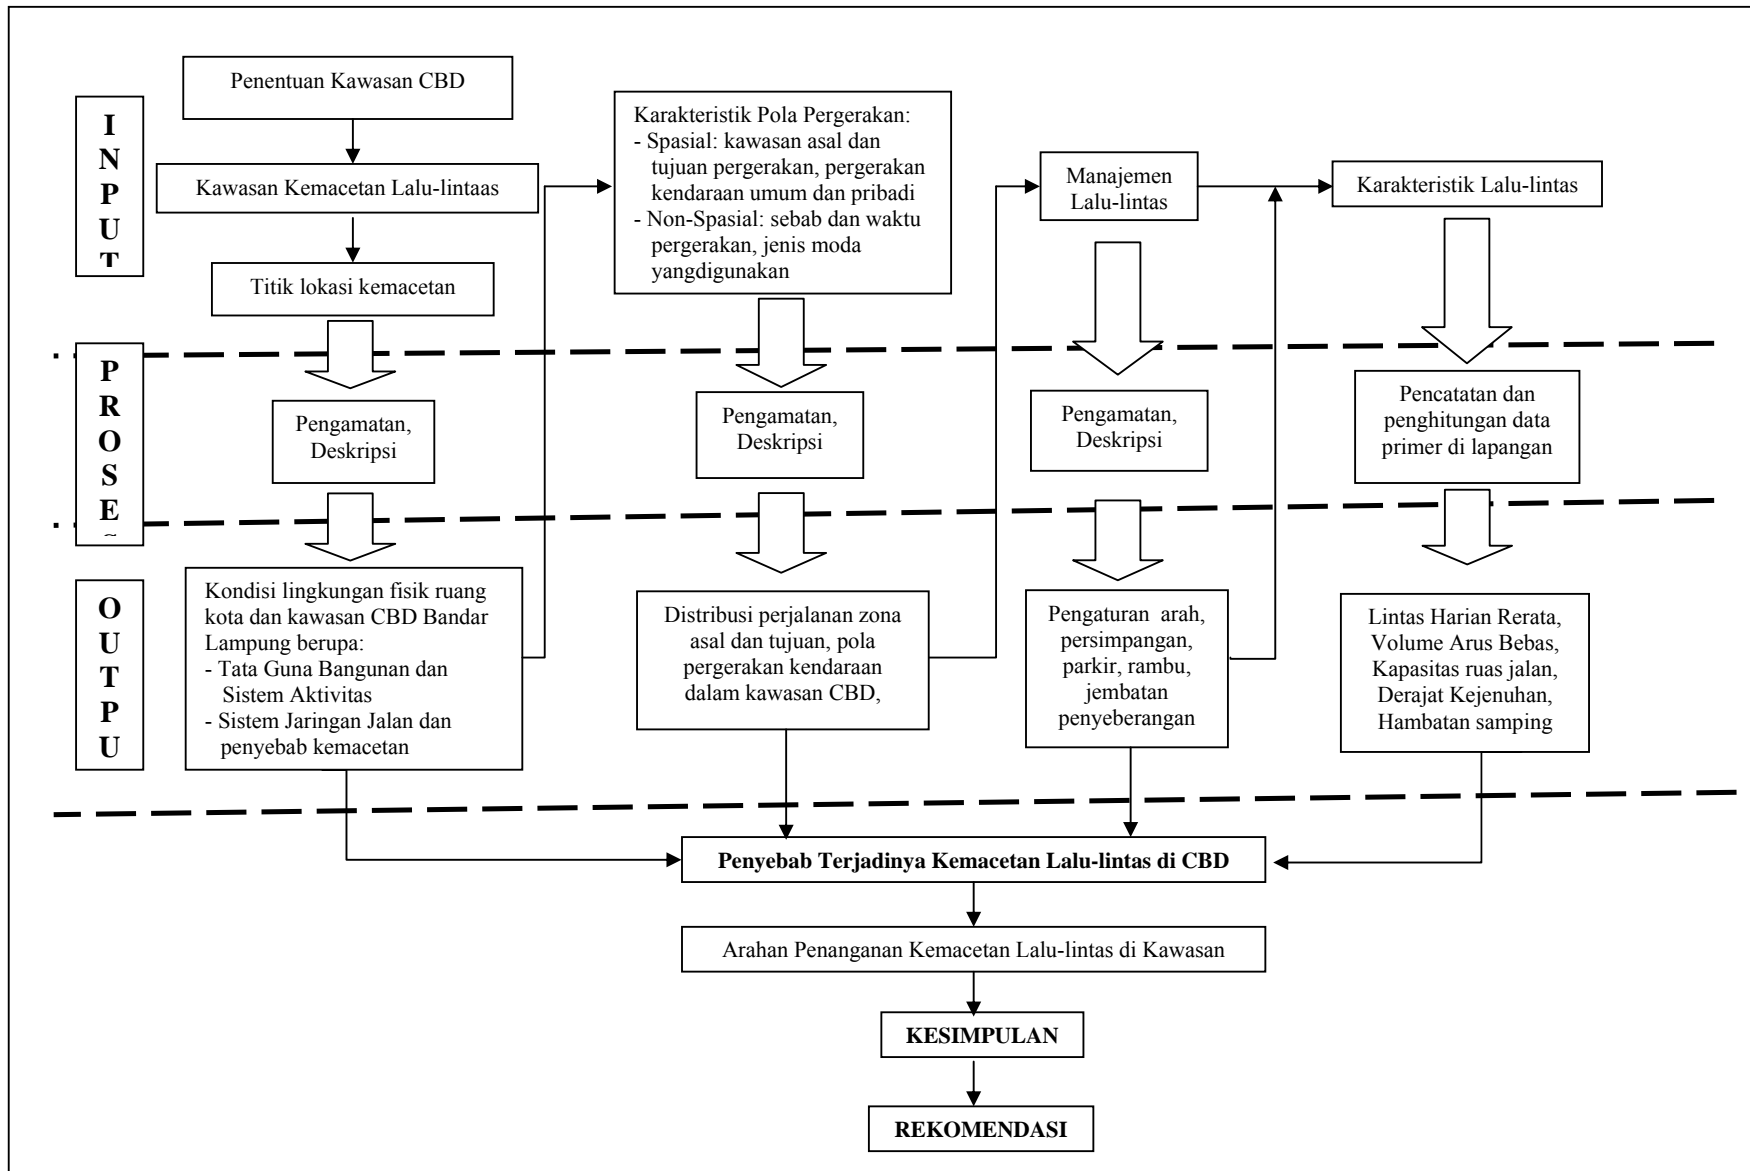 I
N
P
U
T
Penentuan Kawasan CBD
Kawasan Kemacetan Lalu-lintaas
Titik lokasi kemacetan
Karakteristik Pola Pergerakan:
- Spasial: kawasan asal dan
tujuan pergerakan, pergerakan
kendaraan umum dan pribadi
- Non-Spasial: sebab dan waktu
pergerakan, jenis moda
yangdigunakan
Manajemen
Lalu-lintas
Karakteristik Lalu-lintas
P
R
O
S
E
Pengamatan,
Deskripsi
Pengamatan,
Deskripsi
Pengamatan,
Deskripsi
Pencatatan dan
penghitungan data
primer di lapangan
O
U
T
P
U
Kondisi lingkungan fisik ruang
kota dan kawasan CBD Bandar
Lampung berupa:
- Tata Guna Bangunan dan
Sistem Aktivitas
- Sistem Jaringan Jalan dan
penyebab kemacetan
Distribusi perjalanan zona
asal dan tujuan, pola
pergerakan kendaraan
dalam kawasan CBD,
Pengaturan arah,
persimpangan,
parkir, rambu,
jembatan
penyeberangan
Lintas Harian Rerata,
Volume Arus Bebas,
Kapasitas ruas jalan,
Derajat Kejenuhan,
Hambatan samping
Penyebab Terjadinya Kemacetan Lalu-lintas di CBD
Arahan Penanganan Kemacetan Lalu-lintas di Kawasan
KESIMPULAN
REKOMENDASI